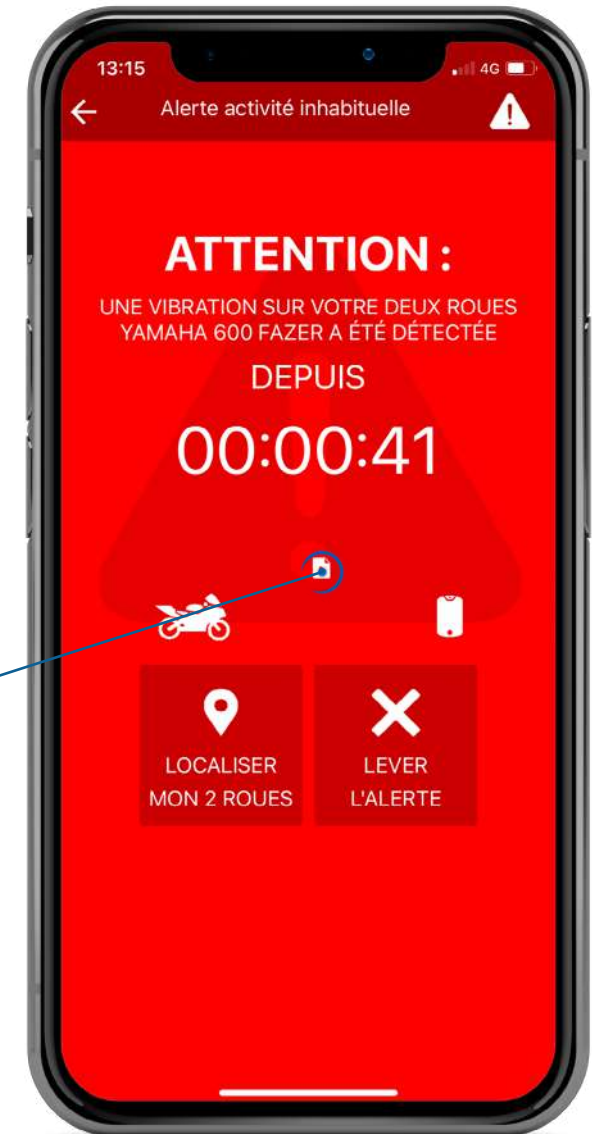 13:15
4G
Alerte activité inhabituelle
ATTENTION :
UNE VIBRATION SUR VOTRE DEUX ROUES
YAMAHA 600 FAZER A ÉTÉ DÉTECTÉE
DEPUIS
00:00:41
LOCALISER
MON 2 ROUES
LEVER
L'ALERTE